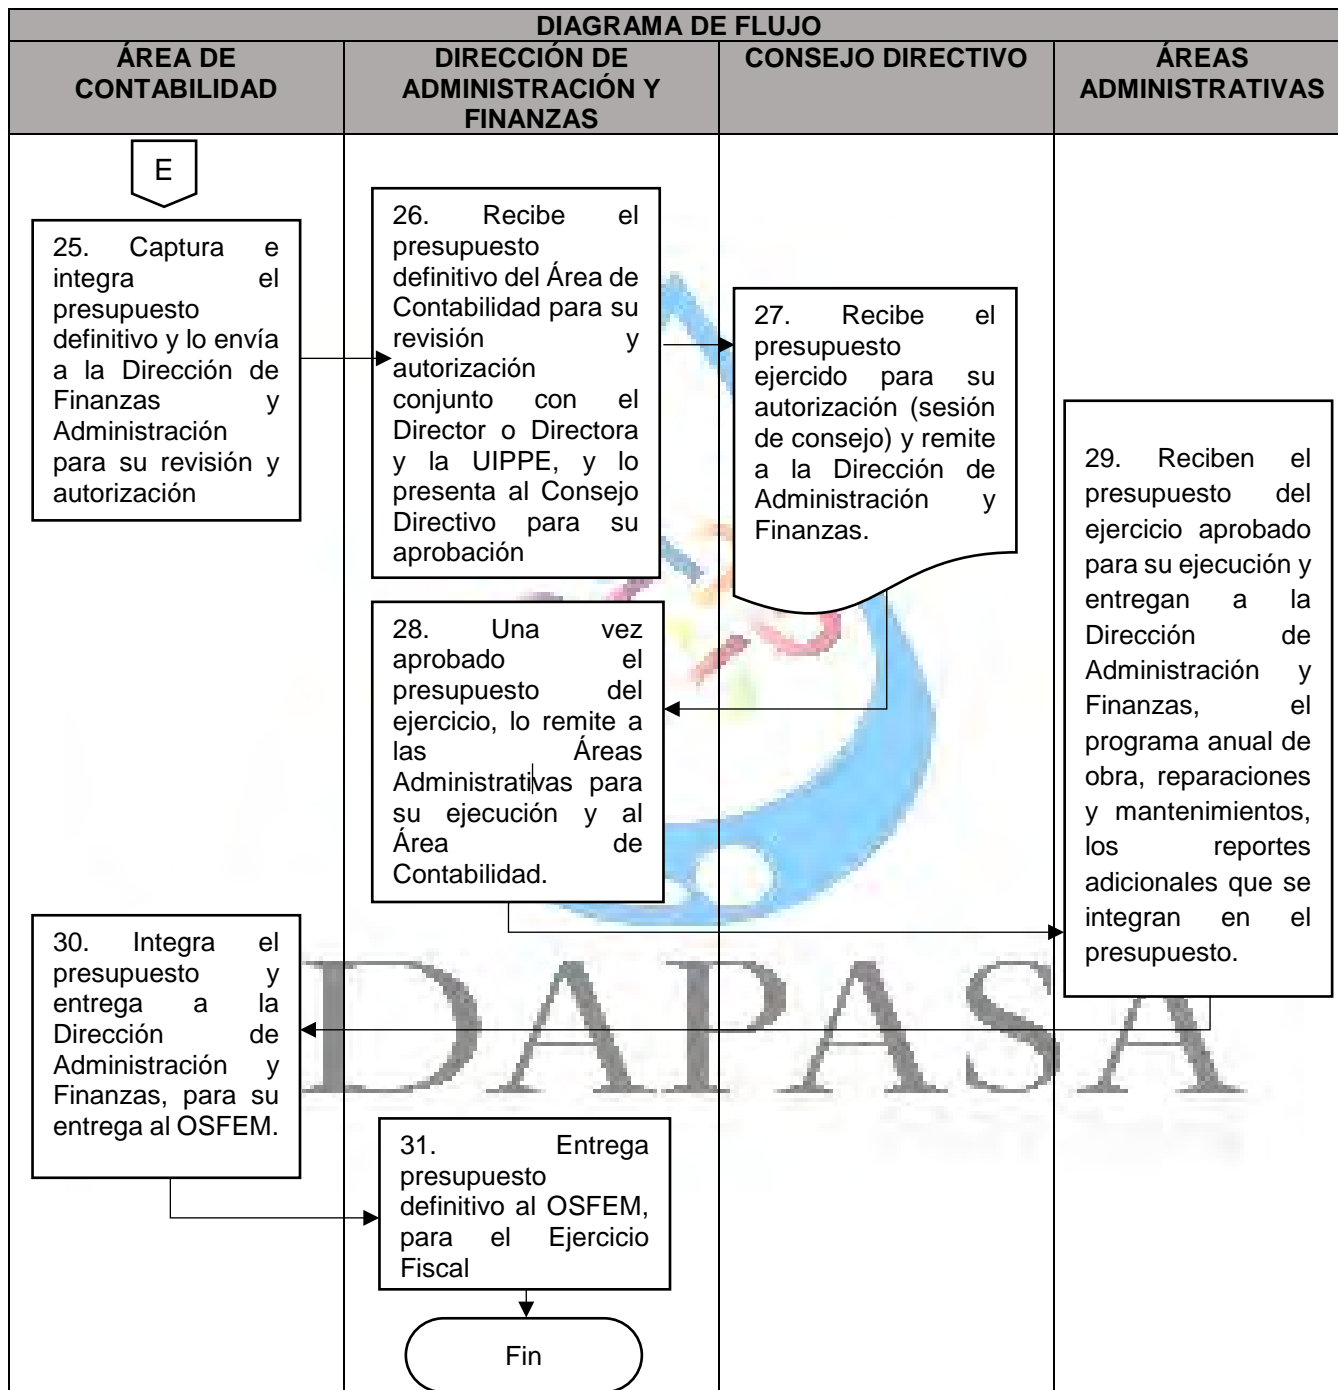 DIAGRAMA DE FLUJO
ÁREA DE
CONTABILIDAD
DIRECCIÓN DE
ADMINISTRACIÓN Y
FINANZAS
CONSEJO DIRECTIVO
ÁREAS
ADMINISTRATIVAS
E
25. Captura e
integra el
presupuesto
definitivo y lo envía
a la Dirección de
Finanzas y
Administración
para su revisión y
autorización
26. Recibe el
presupuesto
definitivo del Área de
Contabilidad para su
revisión y
autorización
conjunto con el
Director o Directora
y la UIPPE, y lo
presenta al Consejo
Directivo para su
aprobación
27. Recibe el
presupuesto
ejercido para su
autorización (sesión
de consejo) y remite
a la Dirección de
Administración y
Finanzas.
28. Una vez
aprobado el
presupuesto del
ejercicio, lo remite a
las Áreas
Administrativas para
su ejecución y al
Área de
Contabilidad.
29. Reciben el
presupuesto del
ejercicio aprobado
para su ejecución y
entregan a la
Dirección de
Administración y
Finanzas, el
programa anual de
obra, reparaciones
y mantenimientos,
los reportes
adicionales que se
integran en el
presupuesto.
30. Integra el
presupuesto y
entrega a la
Dirección de
Administración y
Finanzas, para su
entrega al OSFEM.
31. Entrega
presupuesto
definitivo al OSFEM,
para el Ejercicio
Fiscal
Fin
DAPASA